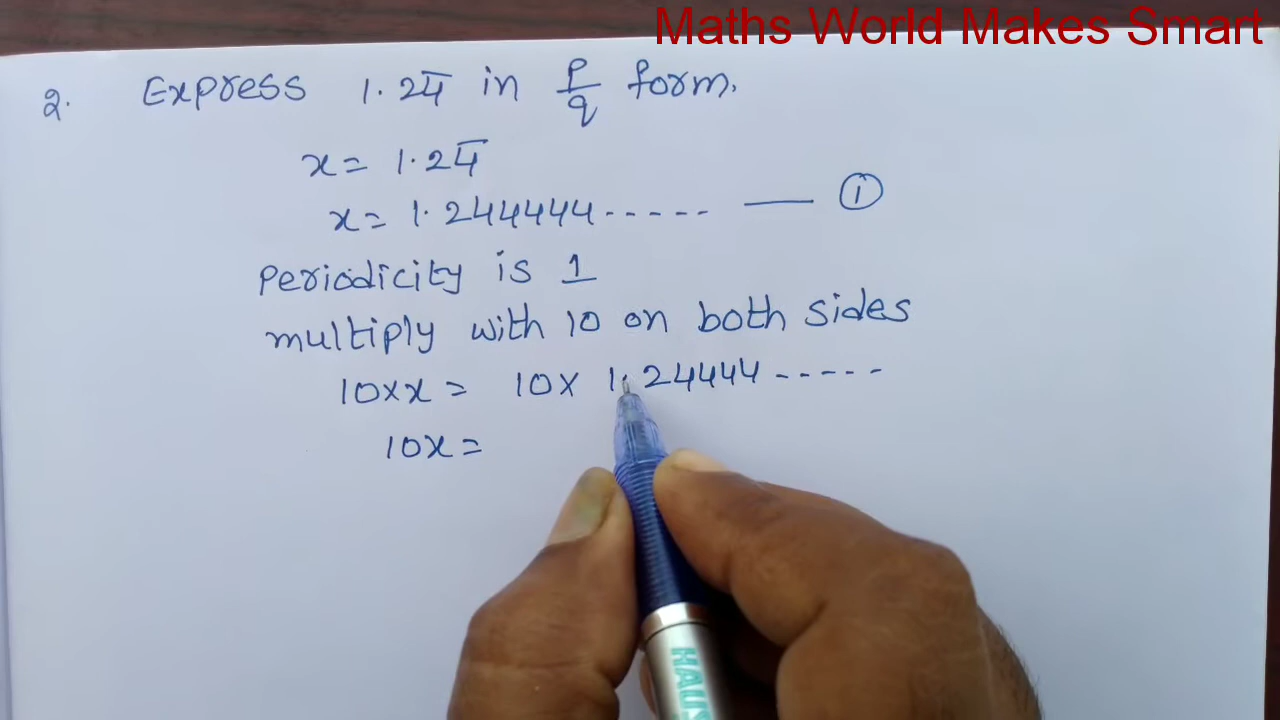 Maths World Makes Smart
2. Express 1.24̅ in p/q form.
x = 1.24̅
x = 1.244444...... —— ①
Periodicity is 1
multiply with 10 on both sides
10×x = 10× 1.24444-----
10x =
HAUS